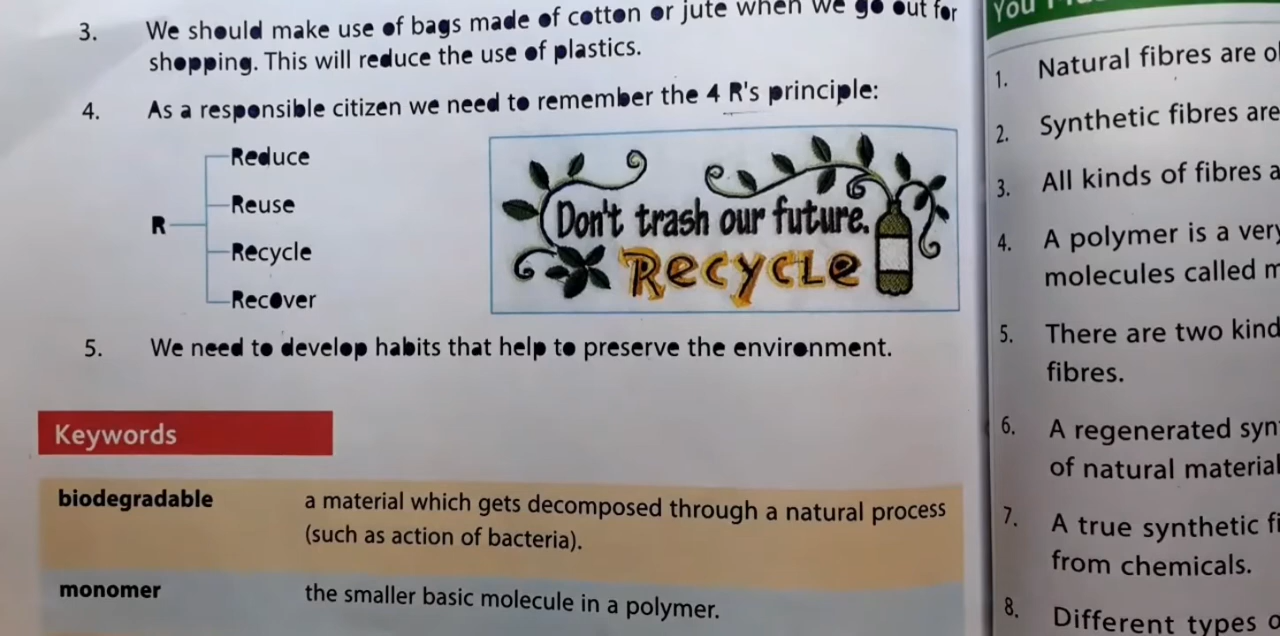 3. We should make use of bags made of cotton or jute when we go out for
shopping. This will reduce the use of plastics.
4. As a responsible citizen we need to remember the 4 R's principle:
Reduce
Reuse
R
Recycle
Recover
Don't trash our future.
RECYCLE
5. We need to develop habits that help to preserve the environment.
Keywords
biodegradable a material which gets decomposed through a natural process
(such as action of bacteria).
monomer the smaller basic molecule in a polymer.
You
1. Natural fibres are
2. Synthetic fibres are
3. All kinds of fibres
4. A polymer is a very
molecules called
5. There are two
fibres.
6. A regenerated
of natural
7. A true synthetic
from chemicals.
8. Different types